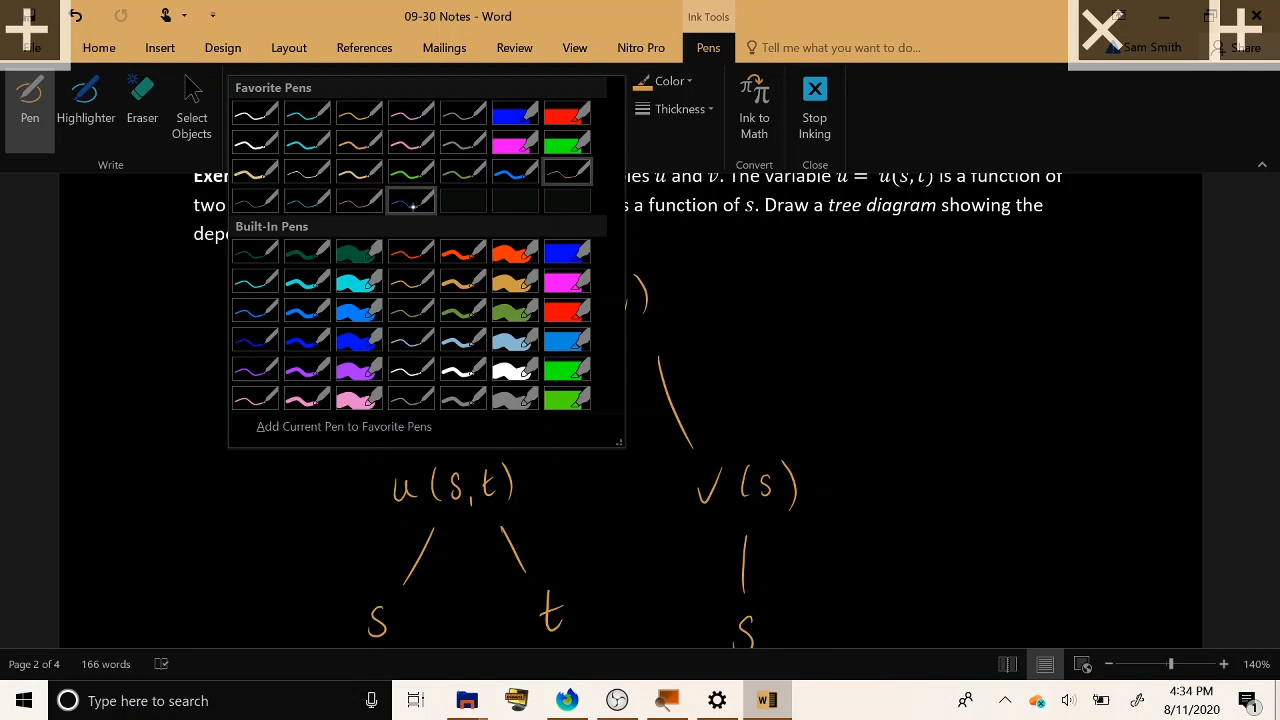 09-30 Notes - Word
Ink Tools
File Home Insert Design Layout References Mailings Review View Nitro Pro Pens Tell me what you want to do... Sam Smith Share
Pen Highlighter Eraser Select Objects
Write
Color
Thickness
Ink to Math
Stop Inking
Convert Close
Favorite Pens
Built-In Pens
Add Current Pen to Favorite Pens
and v. The variable u = u(s, t) is a function of
two
s a function of s. Draw a tree diagram showing the
)
u(s,t) v(s)
s t s
Page 2 of 4 166 words 140%
Type here to search
4:34 PM
8/11/2020
1